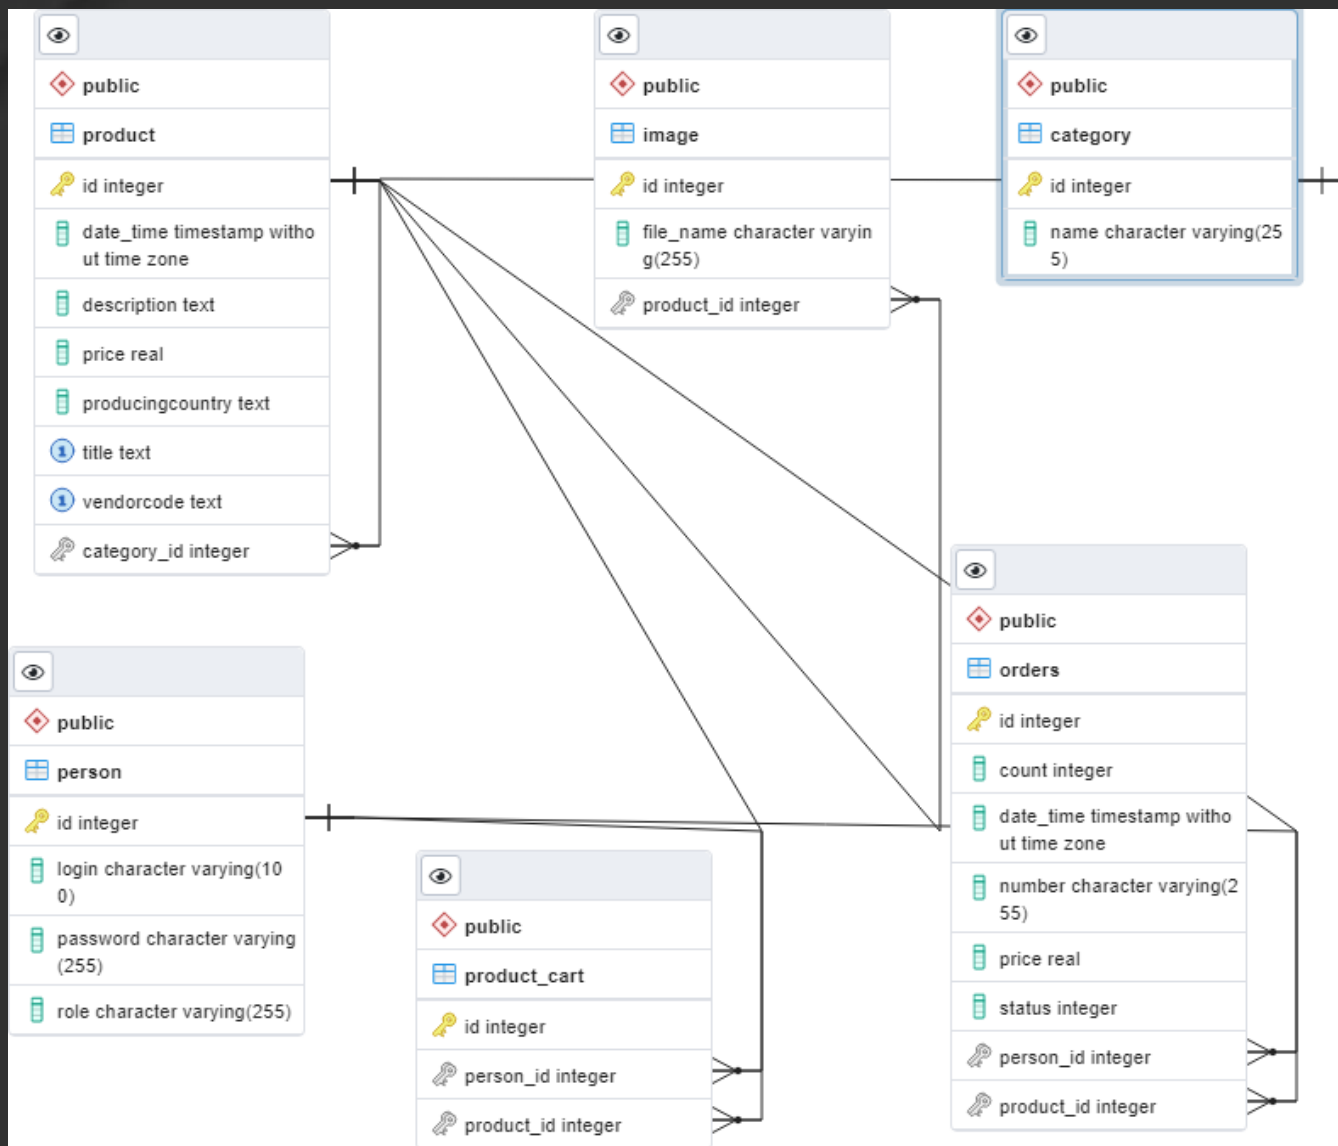 public
product
id integer
date_time timestamp witho
ut time zone
description text
price real
producingcountry text
1 title text
1 vendorcode text
category_id integer
public
image
id integer
file_name character varyin
g(255)
product_id integer
public
category
id integer
name character varying(25
5)
public
person
id integer
login character varying(10
0)
password character varying
(255)
role character varying(255)
public
product_cart
id integer
person_id integer
product_id integer
public
orders
id integer
count integer
date_time timestamp witho
ut time zone
number character varying(2
55)
price real
status integer
person_id integer
product_id integer